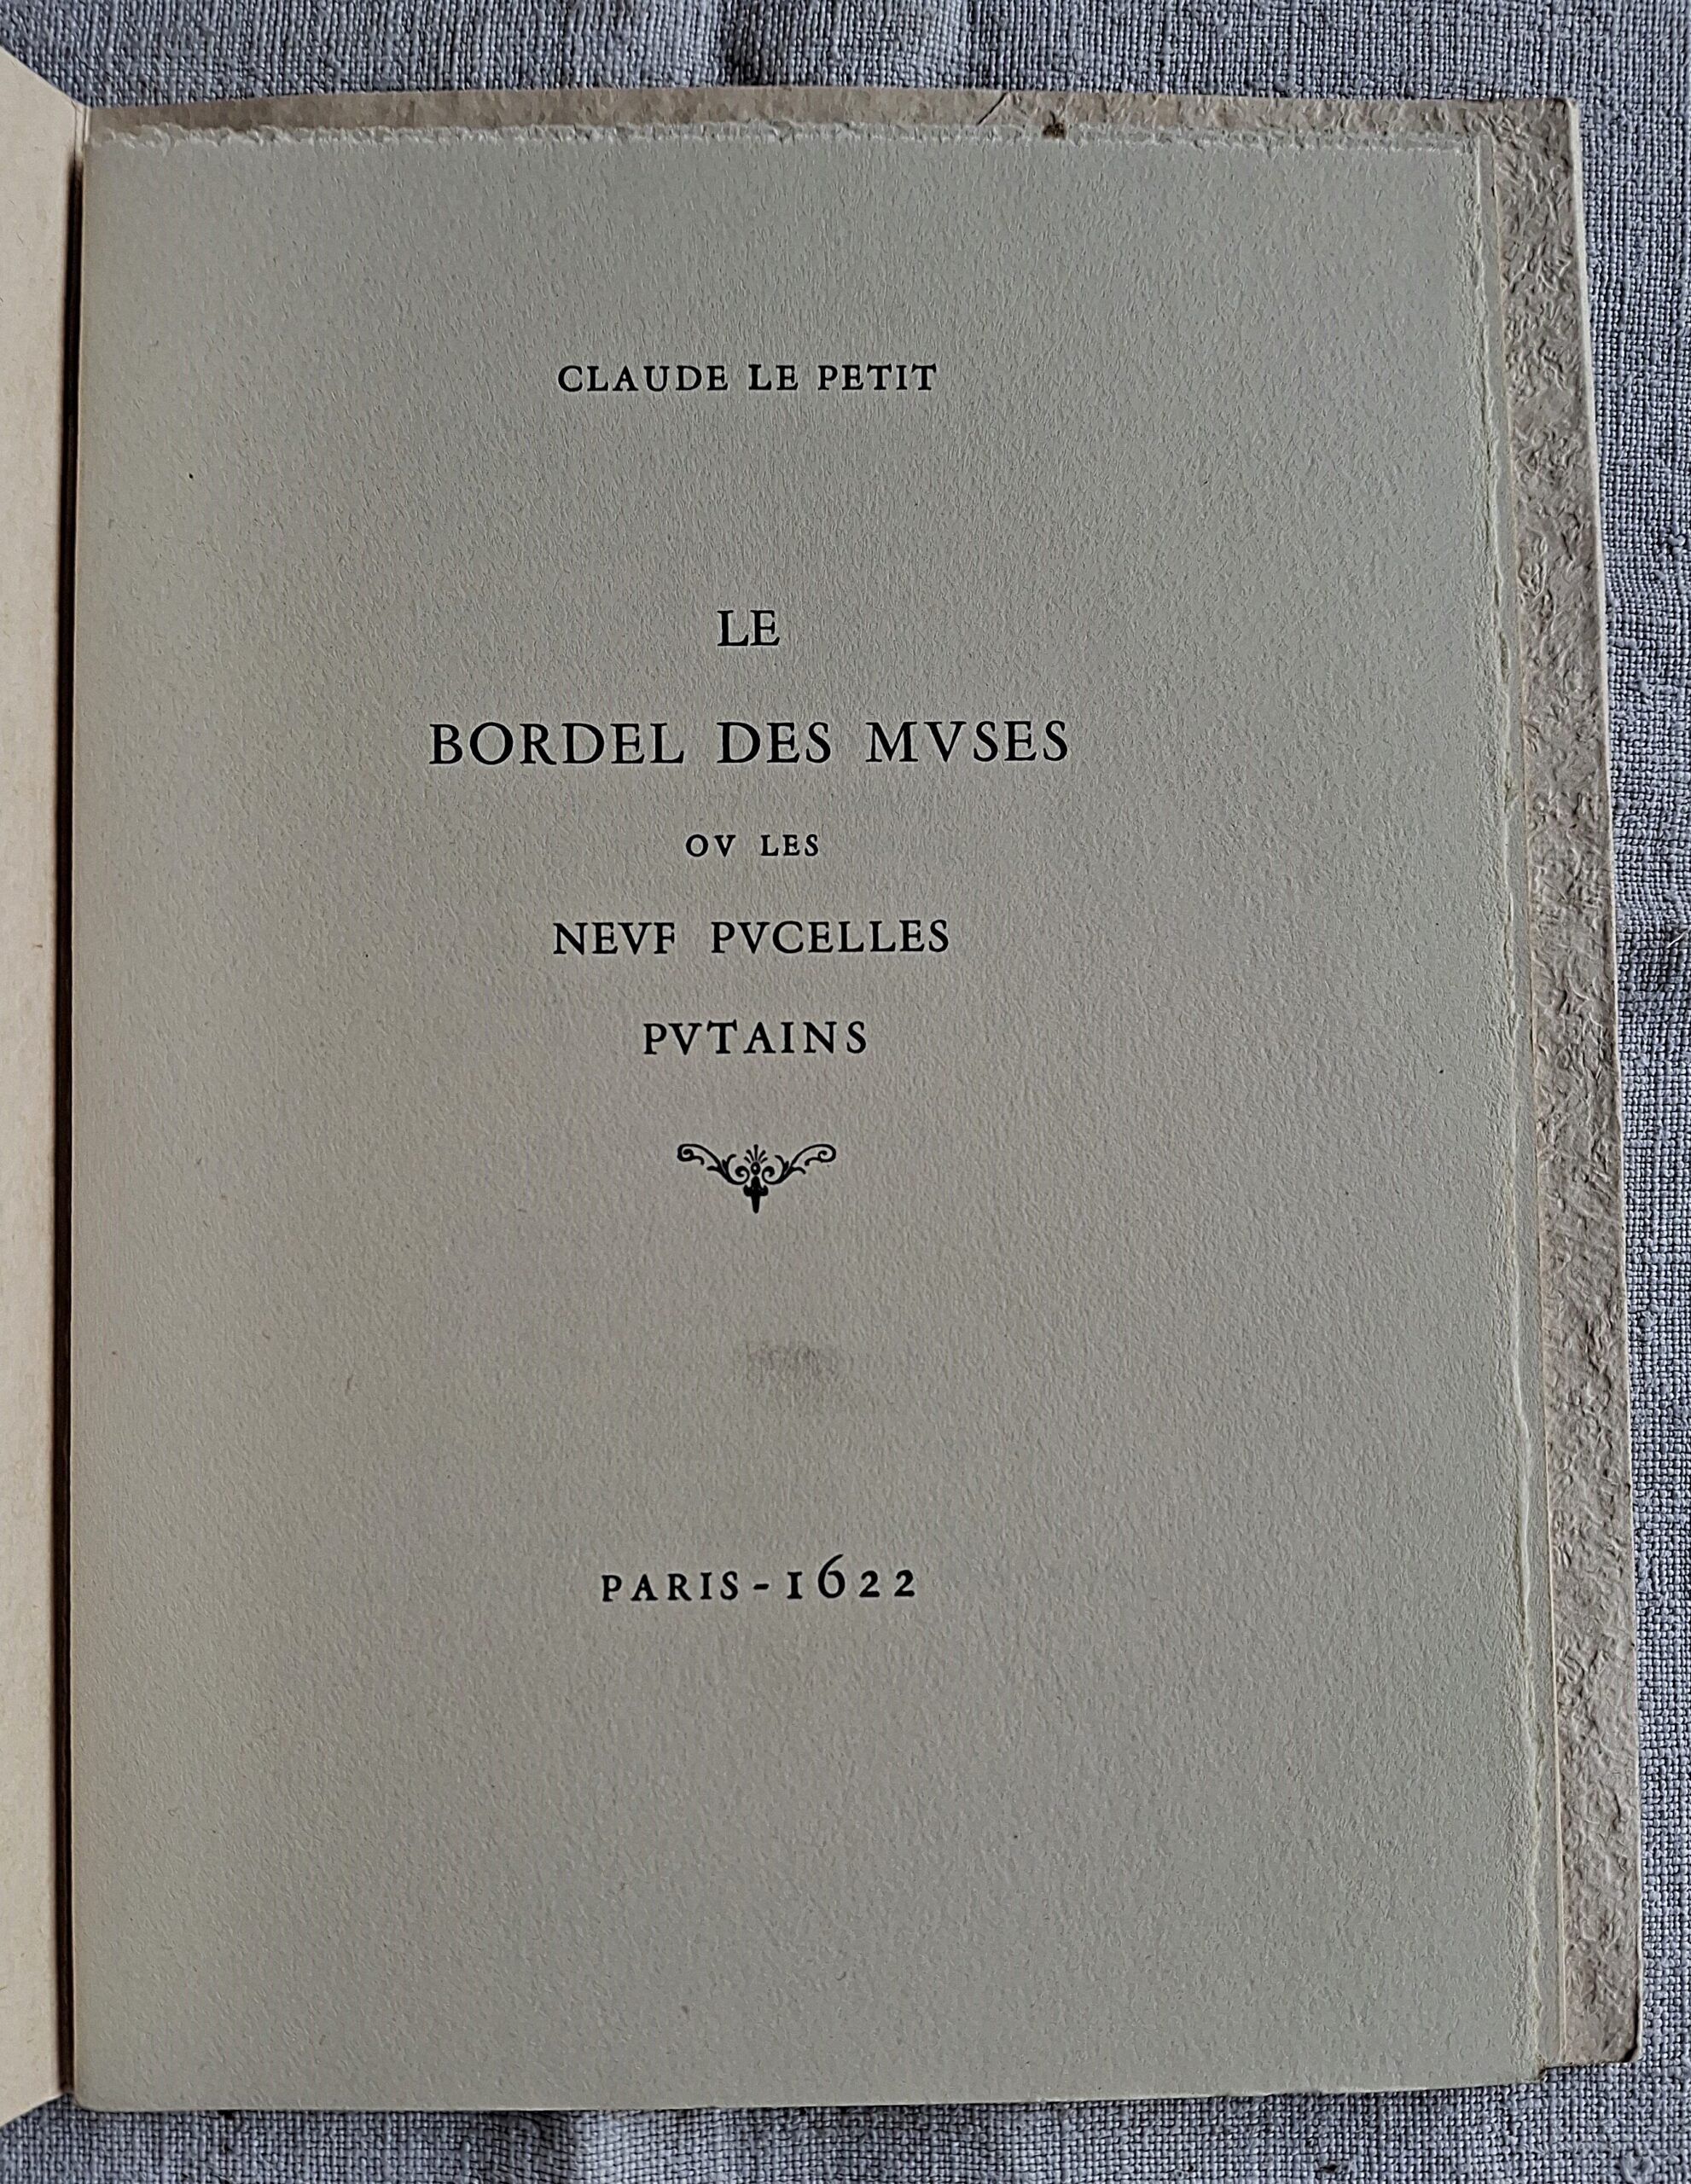 CLAUDE LE PETIT
LE
BORDEL DES MVSES
OV LES
NEVF PVCELLES
PVTAINS
PARIS-1622